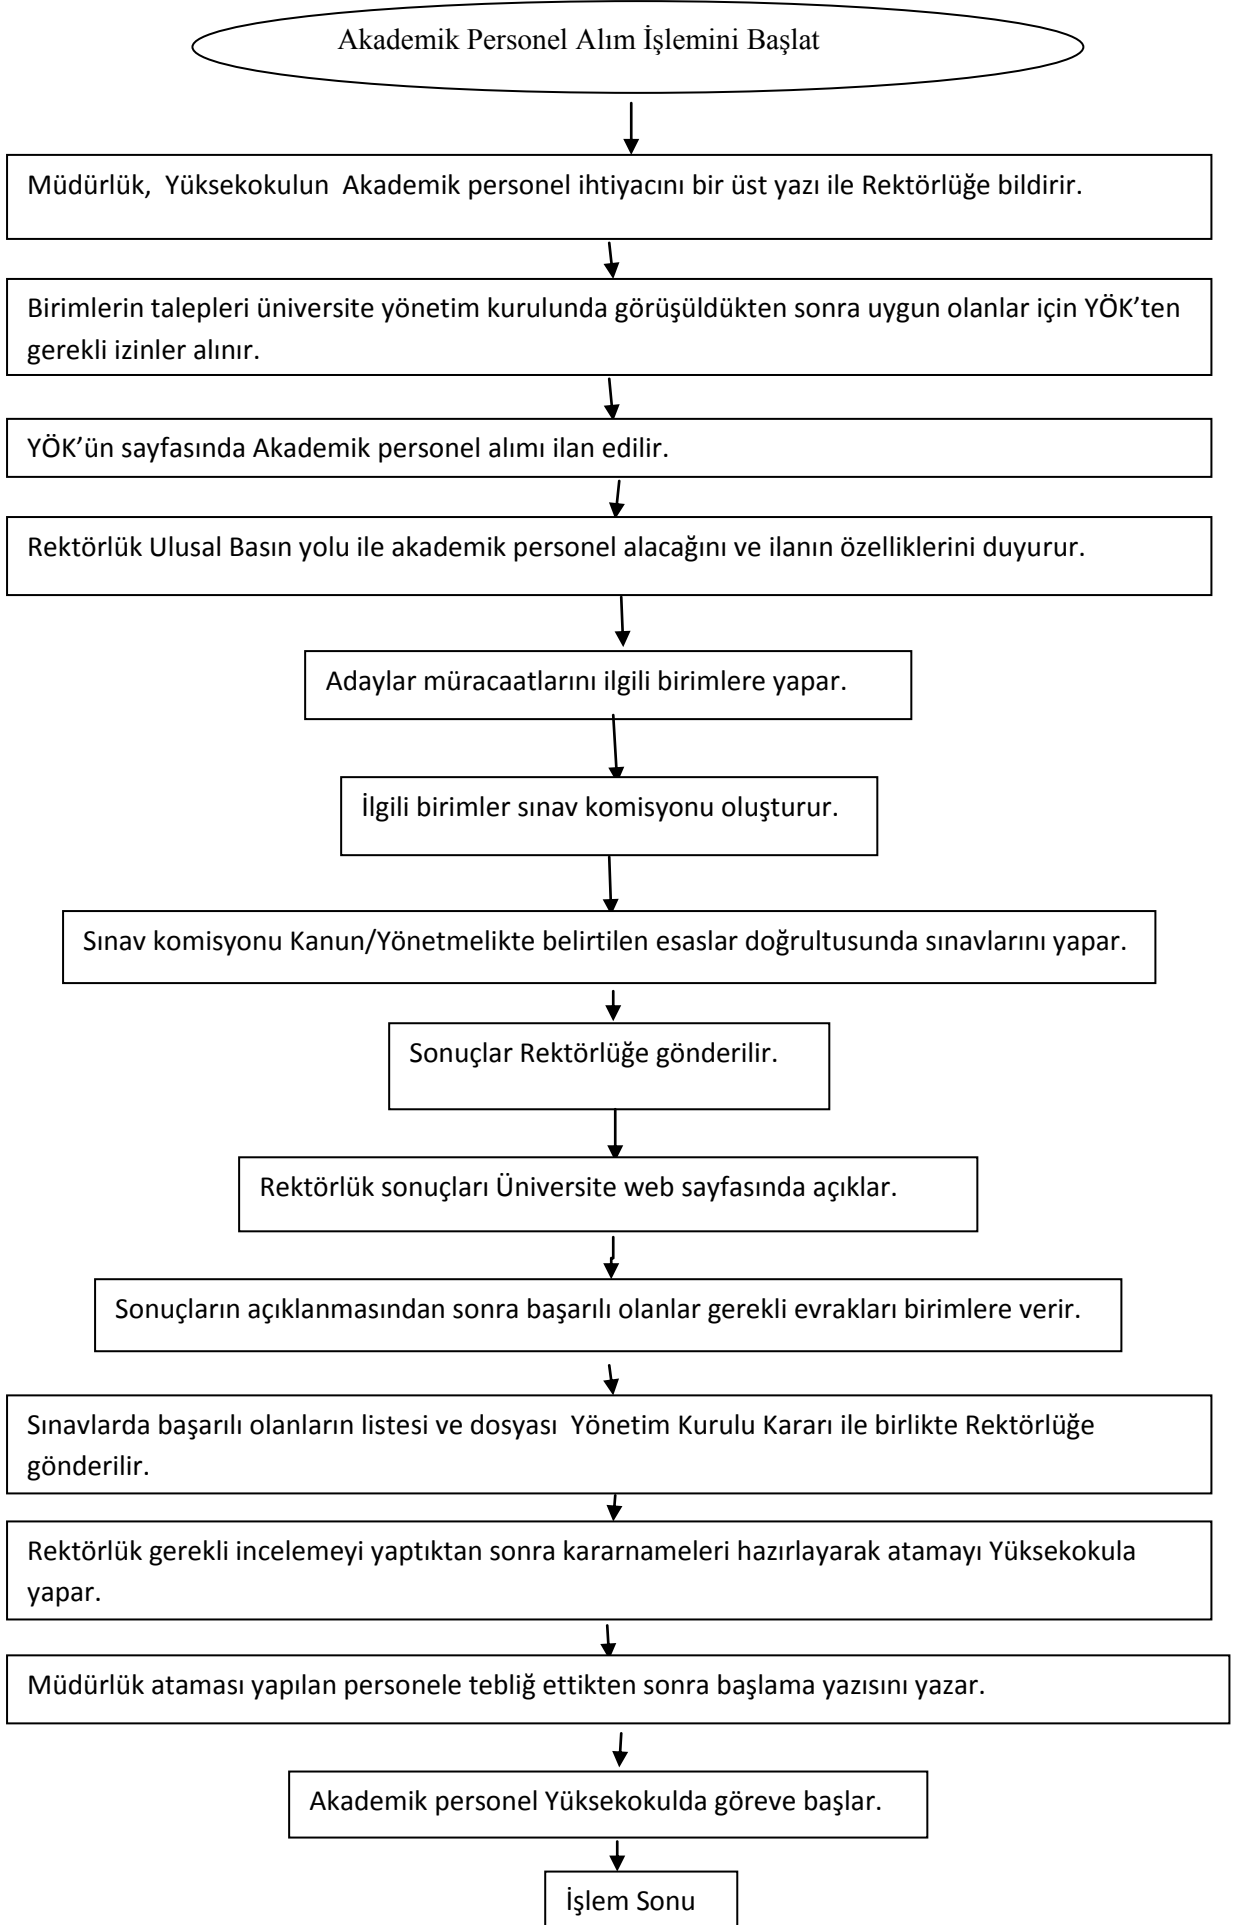 Akademik Personel Alım İşlemini Başlat
Müdürlük, Yüksekokulun Akademik personel ihtiyacını bir üst yazı ile Rektörlüğe bildirir.
Birimlerin talepleri üniversite yönetim kurulunda görüşüldükten sonra uygun olanlar için YÖK’ten
gerekli izinler alınır.
YÖK’ün sayfasında Akademik personel alımı ilan edilir.
Rektörlük Ulusal Basın yolu ile akademik personel alacağını ve ilanın özelliklerini duyurur.
Adaylar müracaatlarını ilgili birimlere yapar.
İlgili birimler sınav komisyonu oluşturur.
Sınav komisyonu Kanun/Yönetmelikte belirtilen esaslar doğrultusunda sınavlarını yapar.
Sonuçlar Rektörlüğe gönderilir.
Rektörlük sonuçları Üniversite web sayfasında açıklar.
Sonuçların açıklanmasından sonra başarılı olanlar gerekli evrakları birimlere verir.
Sınavlarda başarılı olanların listesi ve dosyası Yönetim Kurulu Kararı ile birlikte Rektörlüğe
gönderilir.
Rektörlük gerekli incelemeyi yaptıktan sonra kararnameleri hazırlayarak atamayı Yüksekokula
yapar.
Müdürlük ataması yapılan personele tebliğ ettikten sonra başlama yazısını yazar.
Akademik personel Yüksekokulda göreve başlar.
İşlem Sonu